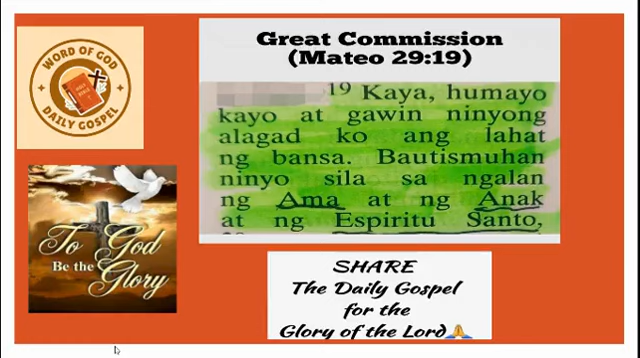 WORD OF GOD
HOLY BIBLE
DAILY GOSPEL
Great Commission
(Mateo 29:19)
19 Kaya, humayo
kayo at gawin ninyong
alagad ko ang lahat
ng bansa. Bautismuhan
ninyo sila sa ngalan
ng Ama at ng Anak
at ng Espiritu Santo,
To God
Be the
Glory
SHARE
The Daily Gospel
for the
Glory of the Lord🙏